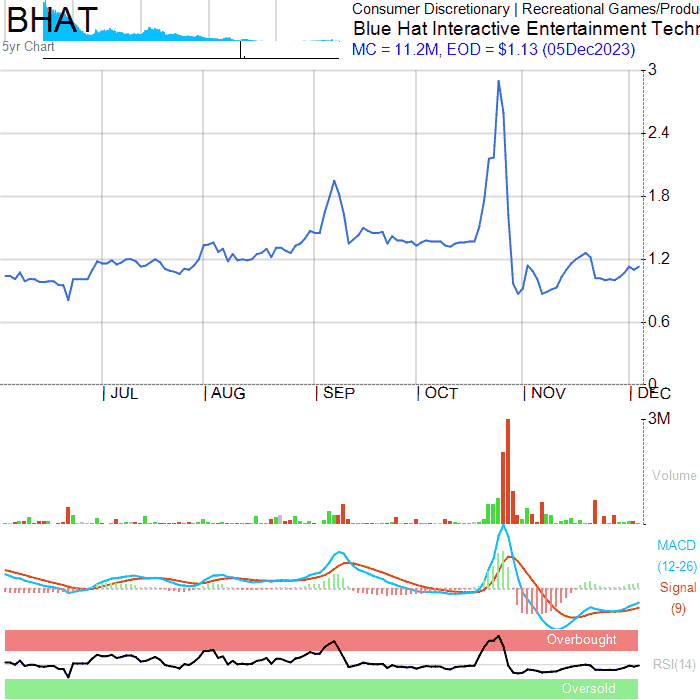 BHAT
Consumer Discretionary | Recreational Games/Produ
Blue Hat Interactive Entertainment Techn
5yr Chart
MC = 11.2M, EOD = $1.13 (05Dec2023)
3
2.4
1.8
1.2
0.6
0
| JUL | AUG | SEP | OCT | NOV | DEC
3M
Volume
MACD
(12-26)
Signal
(9)
Overbought
RSI(14)
Oversold